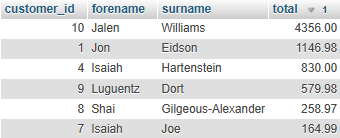 customer_id forename surname total 1
10 Jalen Williams 4356.00
1 Jon Eidson 1146.98
4 Isaiah Hartenstein 830.00
9 Luguentz Dort 579.98
8 Shai Gilgeous-Alexander 258.97
7 Isaiah Joe 164.99